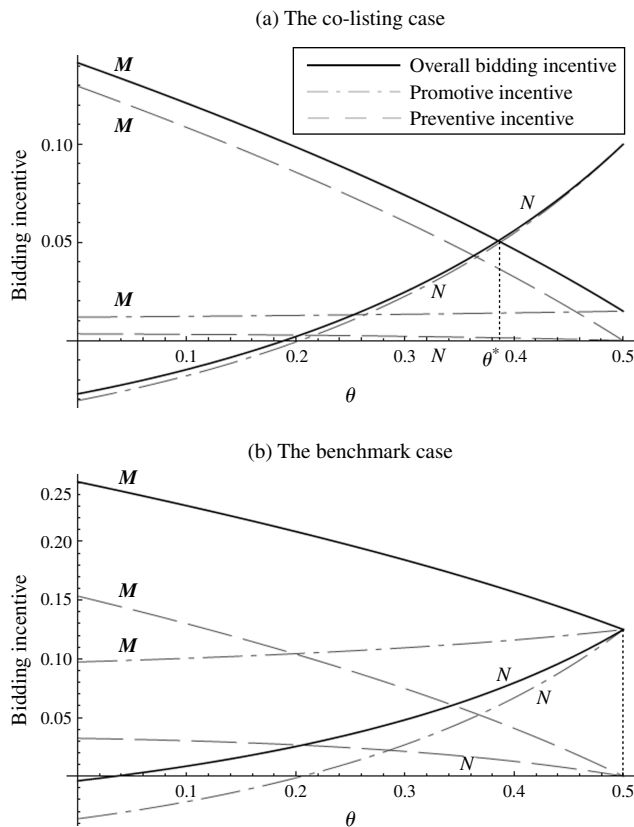 (a) The co-listing case
Overall bidding incentive
Promotive incentive
Preventive incentive
Bidding incentive
0.10
0.05
M
M
M
N
N
N
0.1
0.2
0.3
0.4
0.5
θ*
θ
(b) The benchmark case
Bidding incentive
0.25
0.20
0.15
0.10
0.05
M
M
M
N
N
N
0.1
0.2
0.3
0.4
0.5
θ